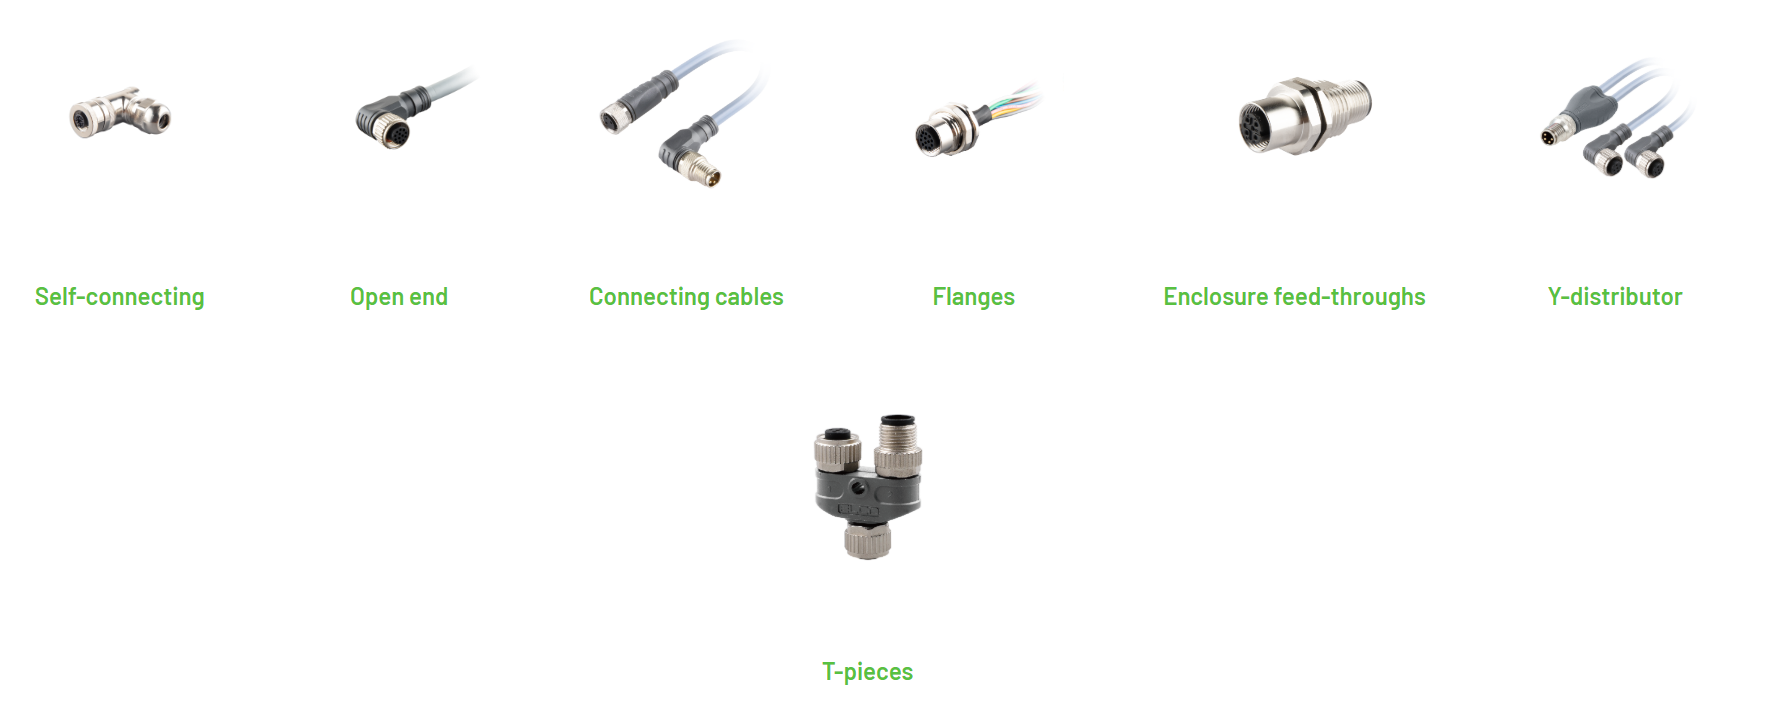 Self-connecting
Open end
Connecting cables
Flanges
Enclosure feed-throughs
Y-distributor
T-pieces